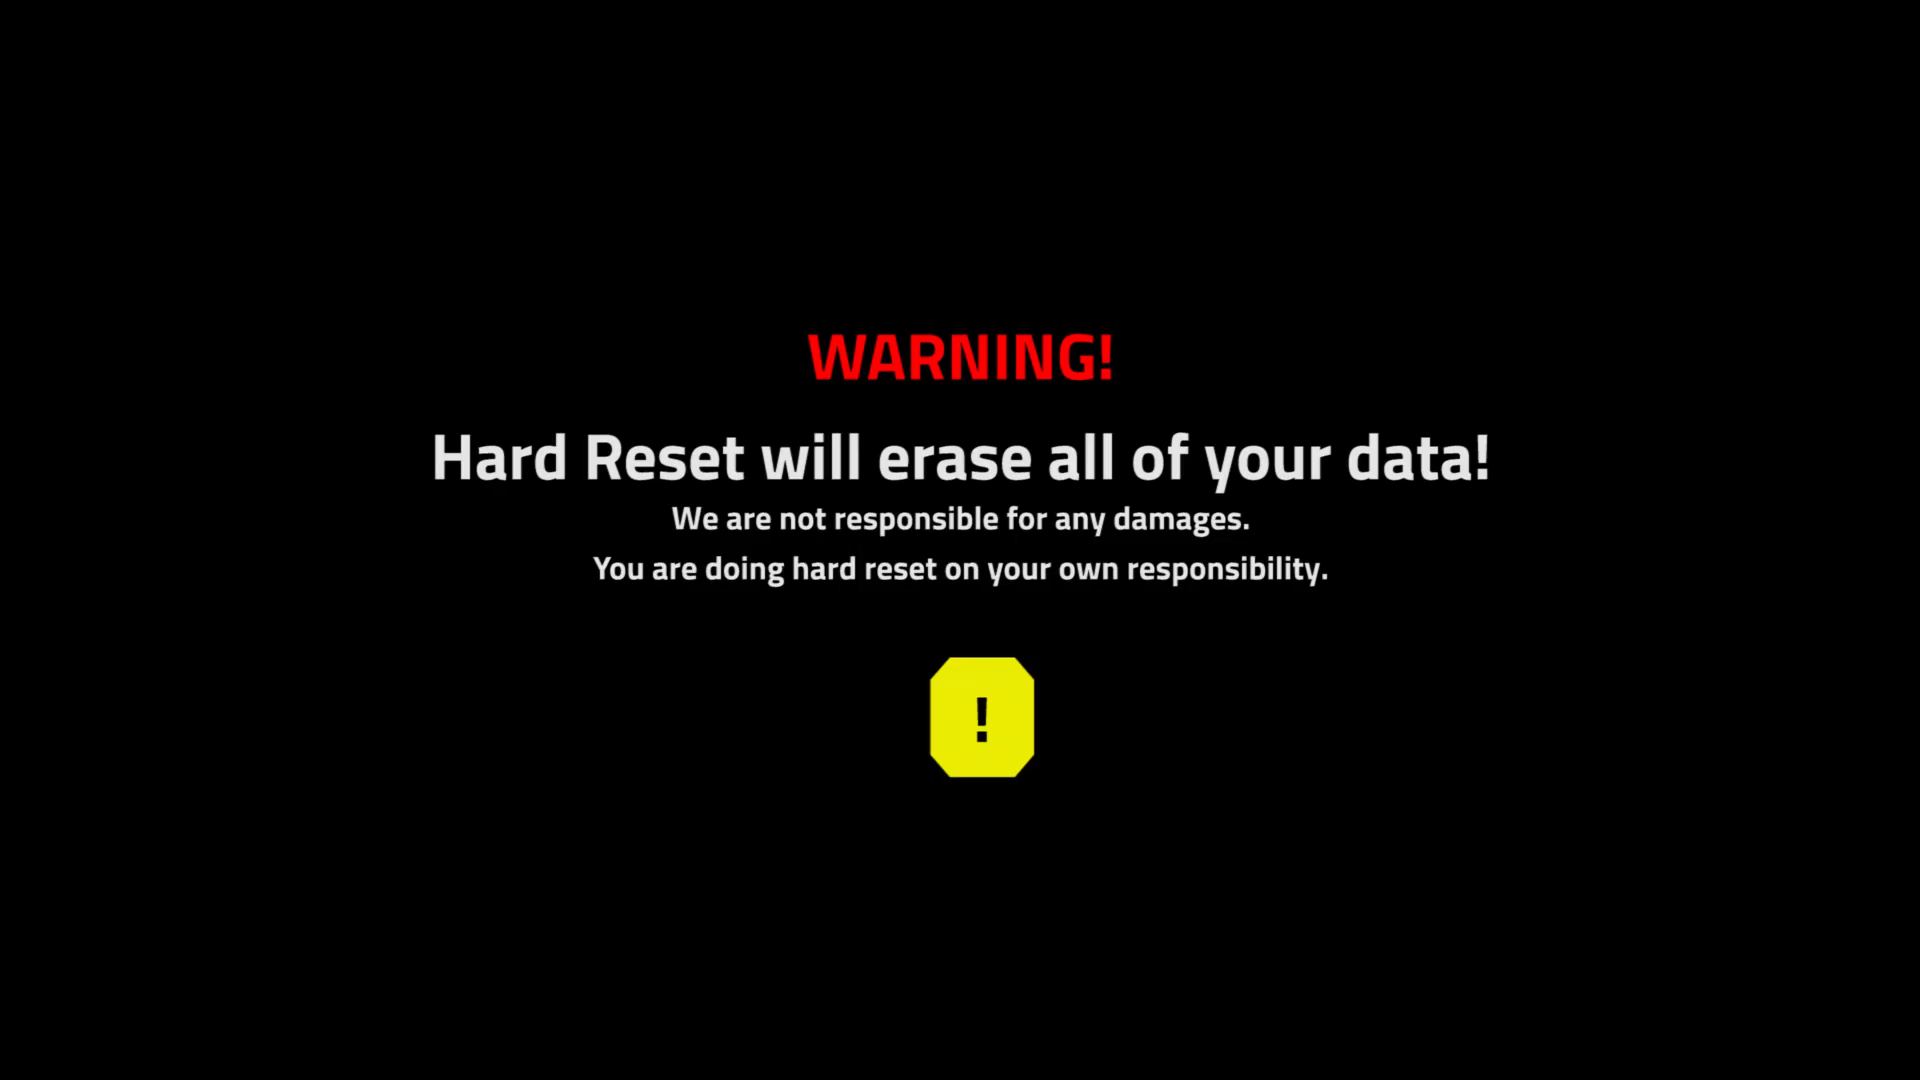 WARNING!
Hard Reset will erase all of your data!
We are not responsible for any damages.
You are doing hard reset on your own responsibility.
!